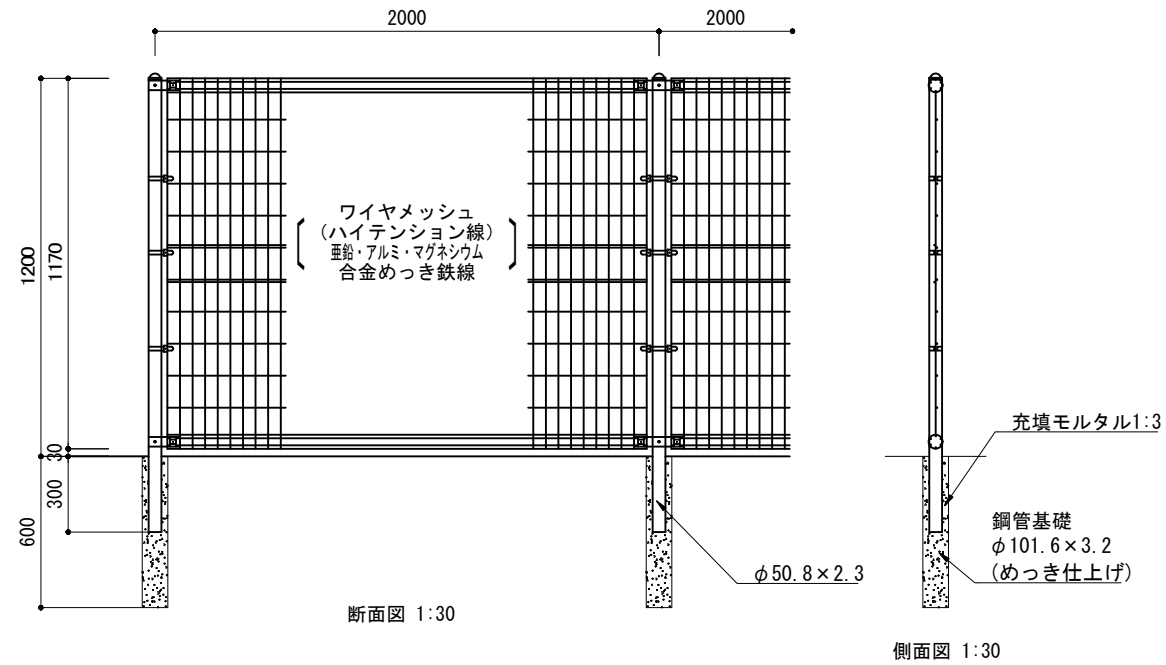 2000
2000
1200
1170
ワイヤメッシュ
(ハイテンション線)
亜鉛・アルミ・マグネシウム
合金めっき鉄線
30
300
600
充填モルタル1:3
鋼管基礎
φ101.6×3.2
(めっき仕上げ)
φ50.8×2.3
断面図 1:30
側面図 1:30